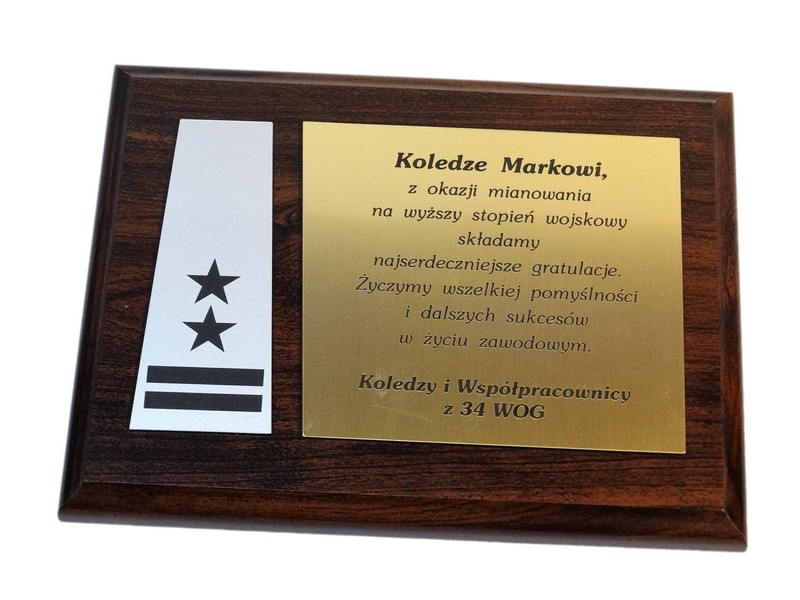 Koledze Markowi,
z okazji mianowania
na wyższy stopień wojskowy
składamy
najserdeczniejsze gratulacje.
Życzymy wszelkiej pomyślności
i dalszych sukcesów
w życiu zawodowym.
Koledzy i Współpracownicy
z 34 WOG